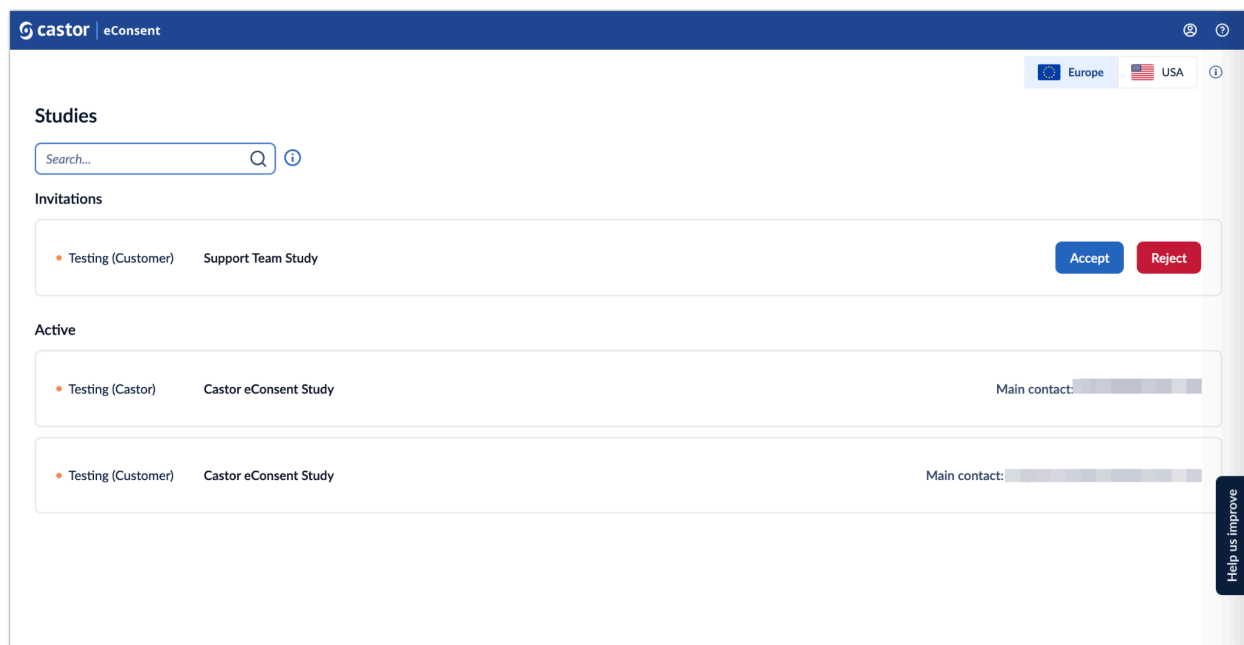 castor | eConsent
Europe USA
Studies
Search...
Invitations
Testing (Customer) Support Team Study Accept Reject
Active
Testing (Castor) Castor eConsent Study Main contact:
Testing (Customer) Castor eConsent Study Main contact:
Help us improve